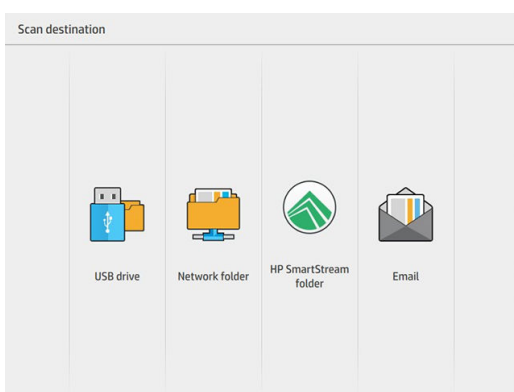 Scan destination
USB drive
Network folder
HP SmartStream
folder
Email